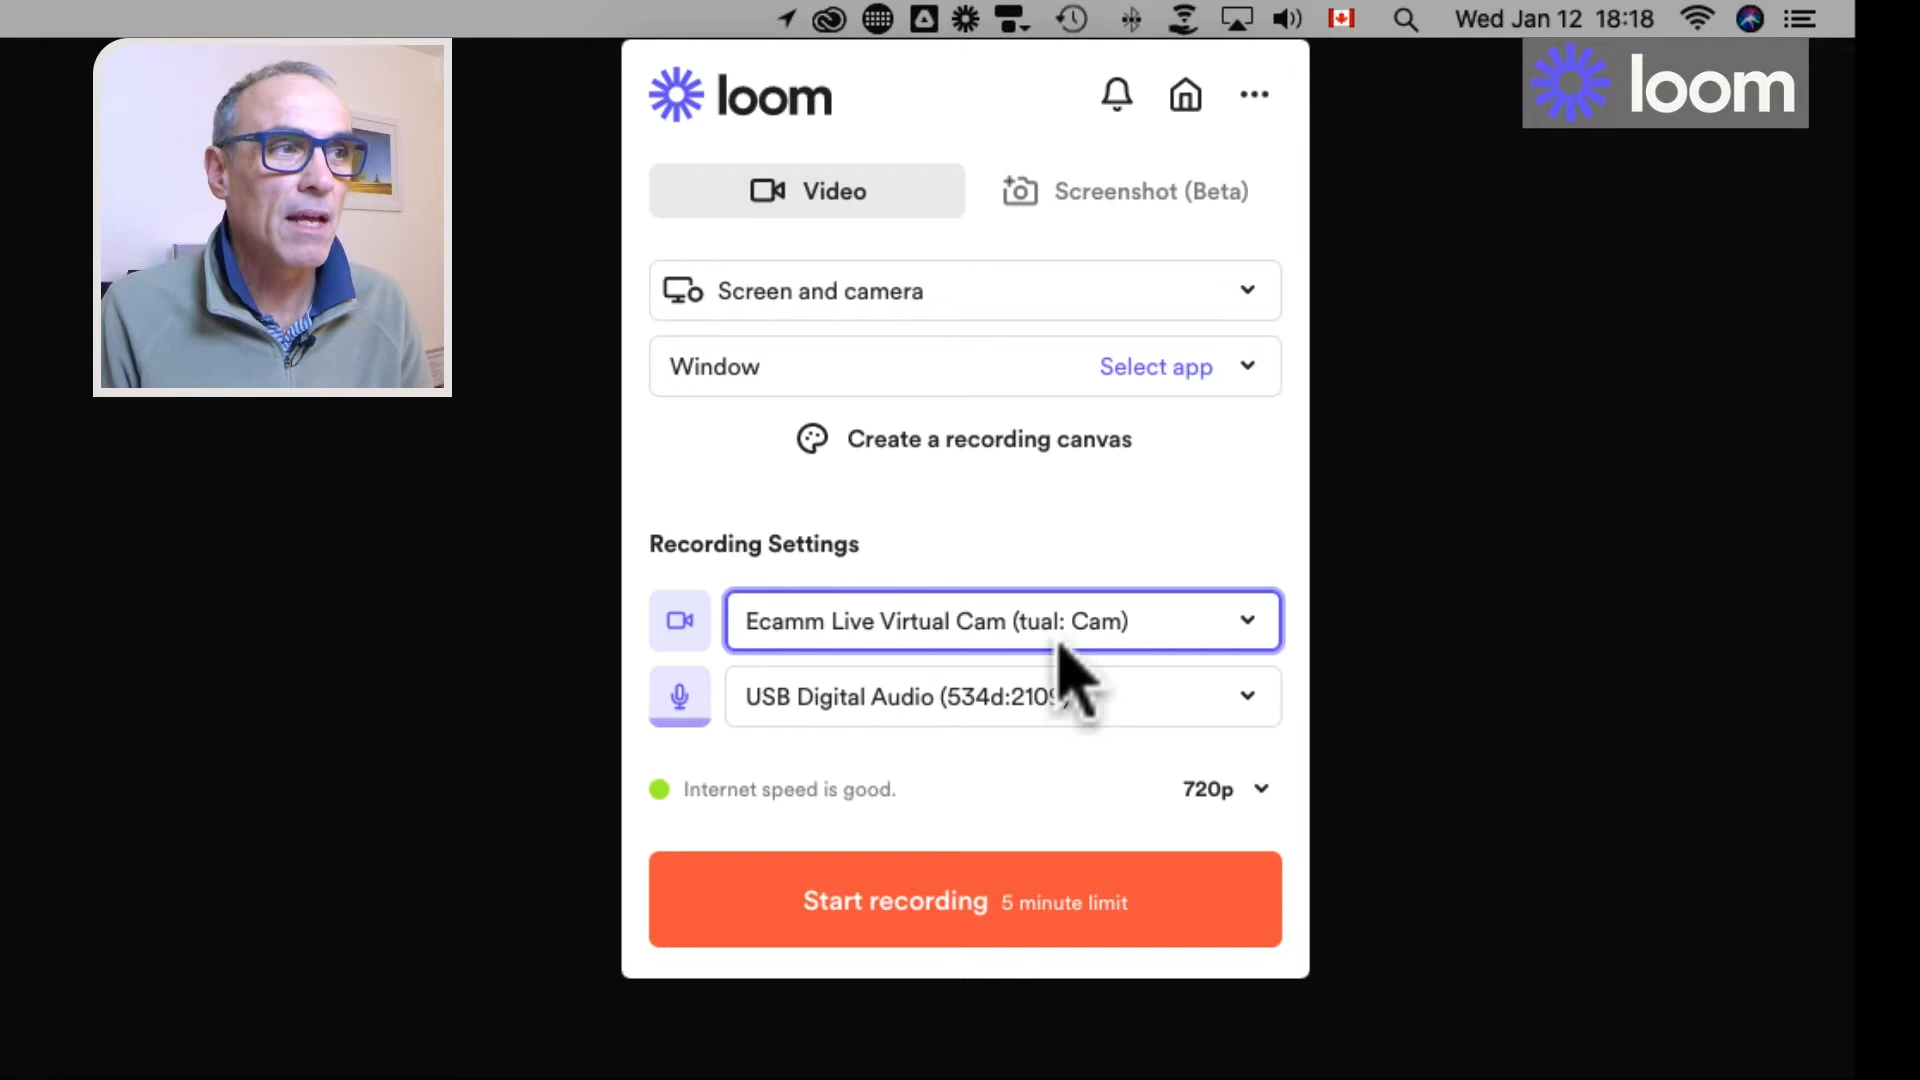 Wed Jan 12 18:18
loom
loom
Video
Screenshot (Beta)
Screen and camera
Window
Select app
Create a recording canvas
Recording Settings
Ecamm Live Virtual Cam (tual: Cam)
USB Digital Audio (534d:210
Internet speed is good.
720p
Start recording 5 minute limit